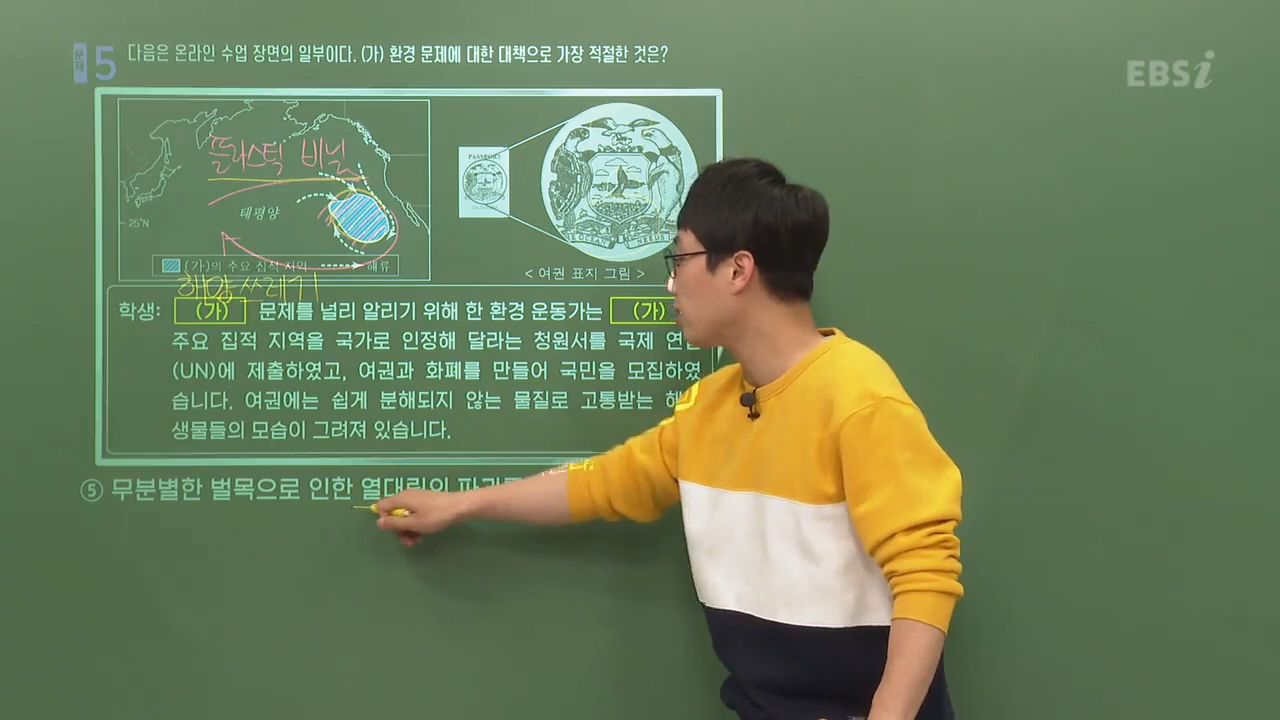 문제 5 다음은 온라인 수업 장면의 일부이다. (가) 환경 문제에 대한 대책으로 가장 적절한 것은?
EBSi
플라스틱 비닐
PASSPORT
태평양
25°N
(가)의 주요 집적 지역
해류
< 여권 표지 그림 >
해양쓰레기
학생: (가) 문제를 널리 알리기 위해 한 환경 운동가는 (가)
주요 집적 지역을 국가로 인정해 달라는 청원서를 국제 연
(UN)에 제출하였고, 여권과 화폐를 만들어 국민을 모집하였
습니다. 여권에는 쉽게 분해되지 않는 물질로 고통받는 해
생물들의 모습이 그려져 있습니다.
⑤ 무분별한 벌목으로 인한 열대림의